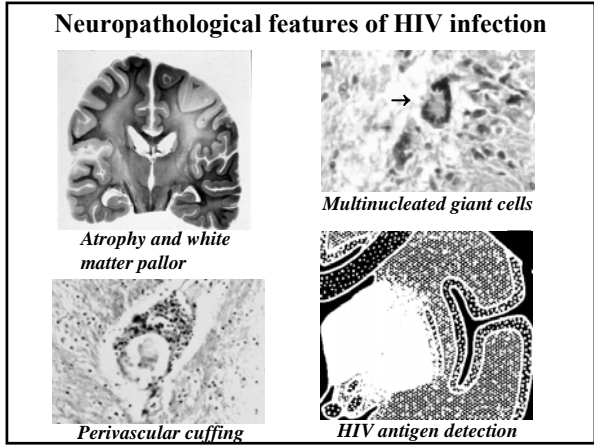 Neuropathological features of HIV infection
Multinucleated giant cells
Atrophy and white
matter pallor
Perivascular cuffing
HIV antigen detection